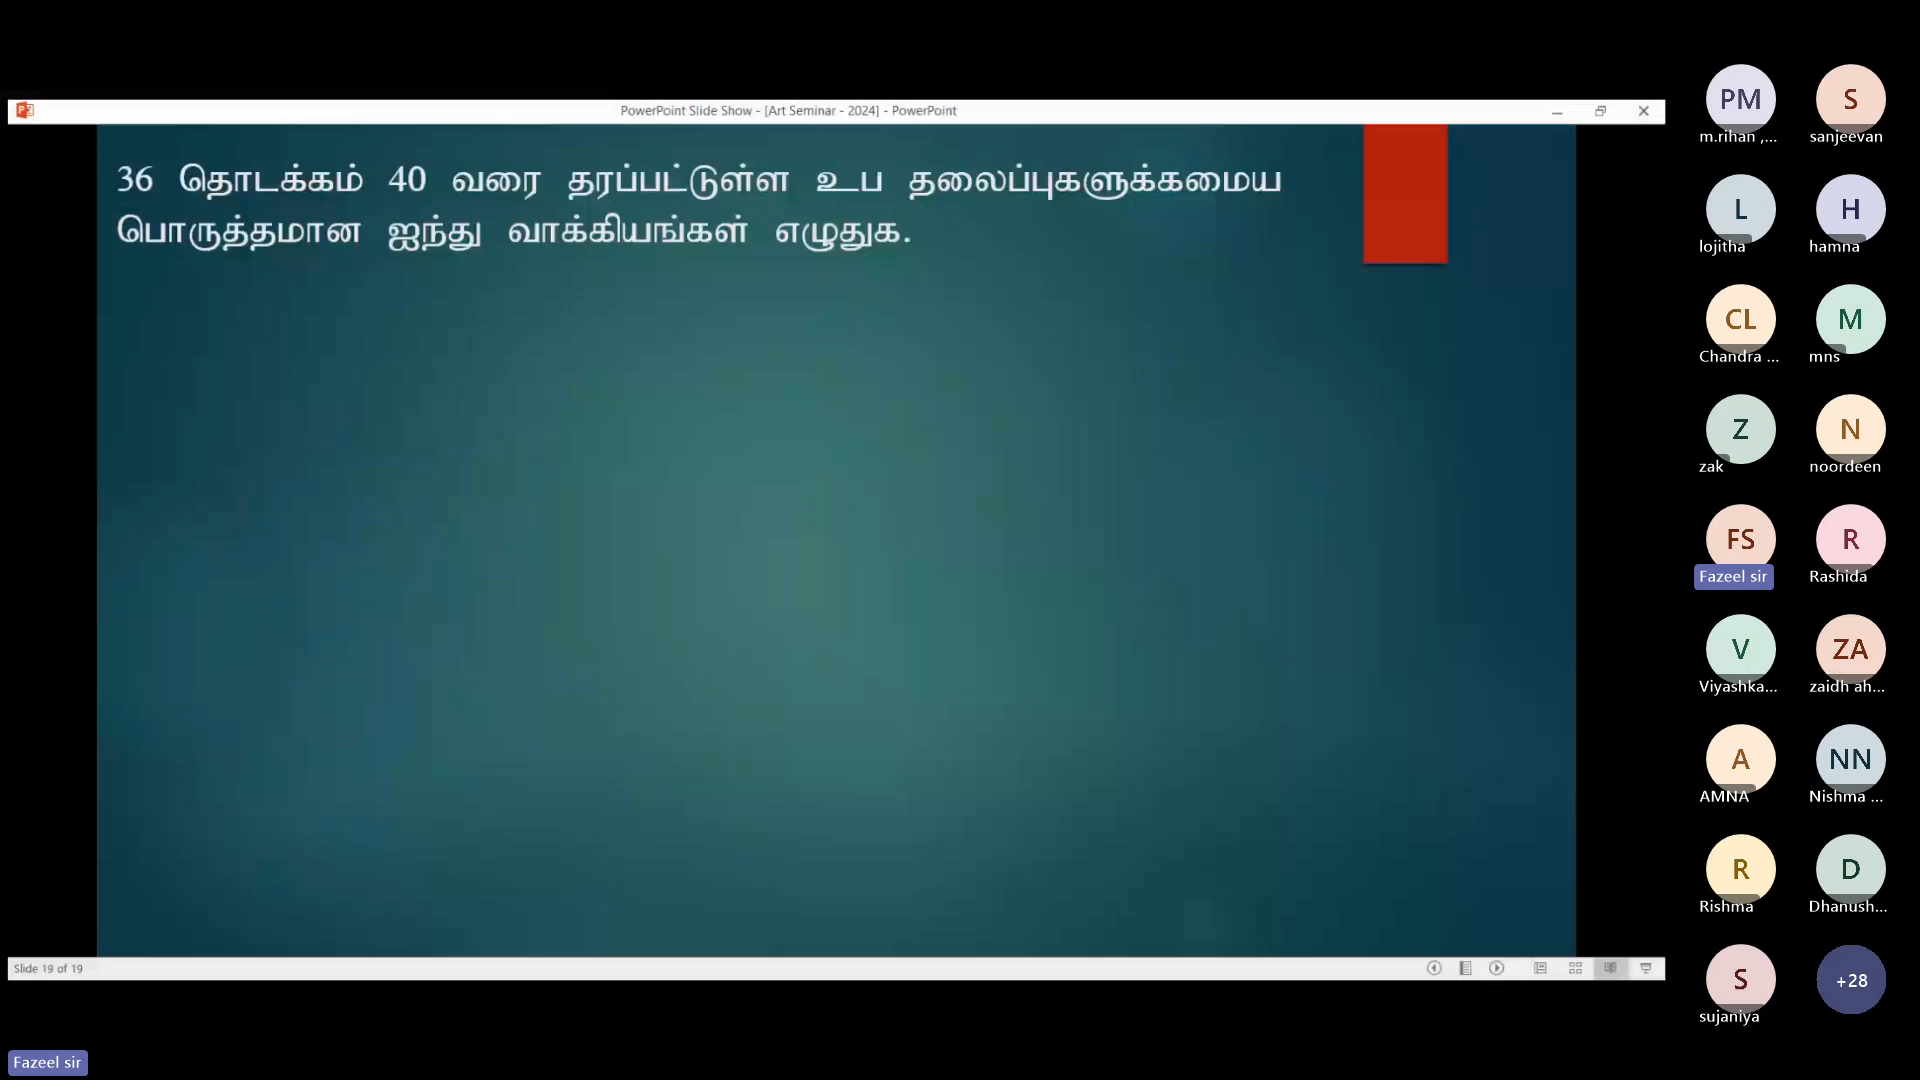 PowerPoint Slide Show - [Art Seminar - 2024] - PowerPoint
36 தொடக்கம் 40 வரை தரப்பட்டுள்ள உப தலைப்புகளுக்கமைய
பொருத்தமான ஐந்து வாக்கியங்கள் எழுதுக.
Slide 19 of 19
Fazeel sir
PM
m.rihan ,...
S
sanjeevan
L
lojitha
H
hamna
CL
Chandra ...
M
mns
Z
zak
N
noordeen
FS
Fazeel sir
R
Rashida
V
Viyashka...
ZA
zaidh ah...
A
AMNA
NN
Nishma ...
R
Rishma
D
Dhanush...
S
sujaniya
+28